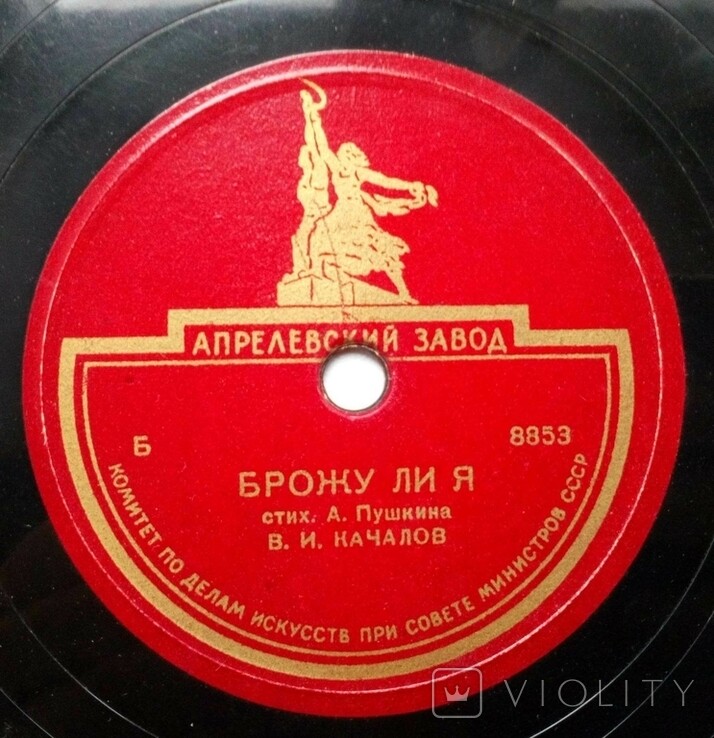 АПРЕЛЕВСКИЙ ЗАВОД
Б
8853
БРОЖУ ЛИ Я
стих. А. Пушкина
В. И. КАЧАЛОВ
КОМИТЕТ ПО ДЕЛАМ ИСКУССТВ ПРИ СОВЕТЕ МИНИСТРОВ СССР
VIOLITY